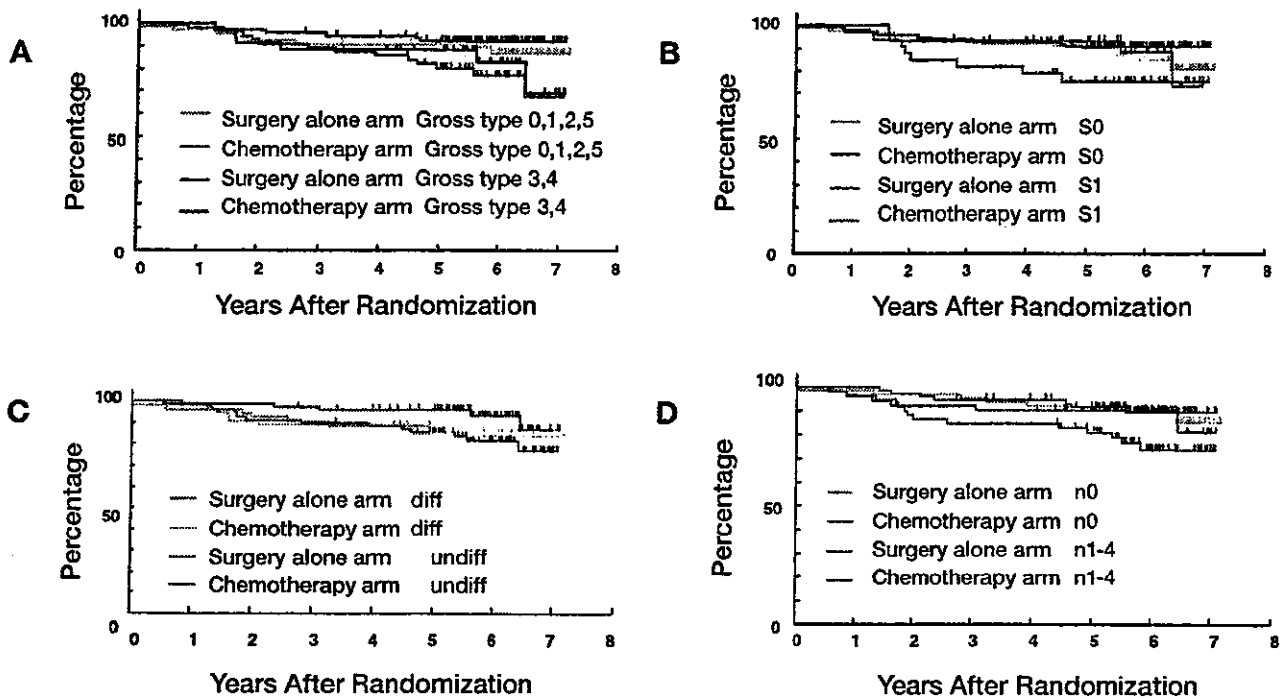 A
100
50
0
Percentage
Surgery alone arm Gross type 0,1,2,5
Chemotherapy arm Gross type 0,1,2,5
Surgery alone arm Gross type 3,4
Chemotherapy arm Gross type 3,4
0 1 2 3 4 5 6 7 8
Years After Randomization
B
100
50
0
Percentage
Surgery alone arm S0
Chemotherapy arm S0
Surgery alone arm S1
Chemotherapy arm S1
0 1 2 3 4 5 6 7 8
Years After Randomization
C
100
50
0
Percentage
Surgery alone arm diff
Chemotherapy arm diff
Surgery alone arm undiff
Chemotherapy arm undiff
0 1 2 3 4 5 6 7 8
Years After Randomization
D
100
50
0
Percentage
Surgery alone arm n0
Chemotherapy arm n0
Surgery alone arm n1-4
Chemotherapy arm n1-4
0 1 2 3 4 5 6 7 8
Years After Randomization